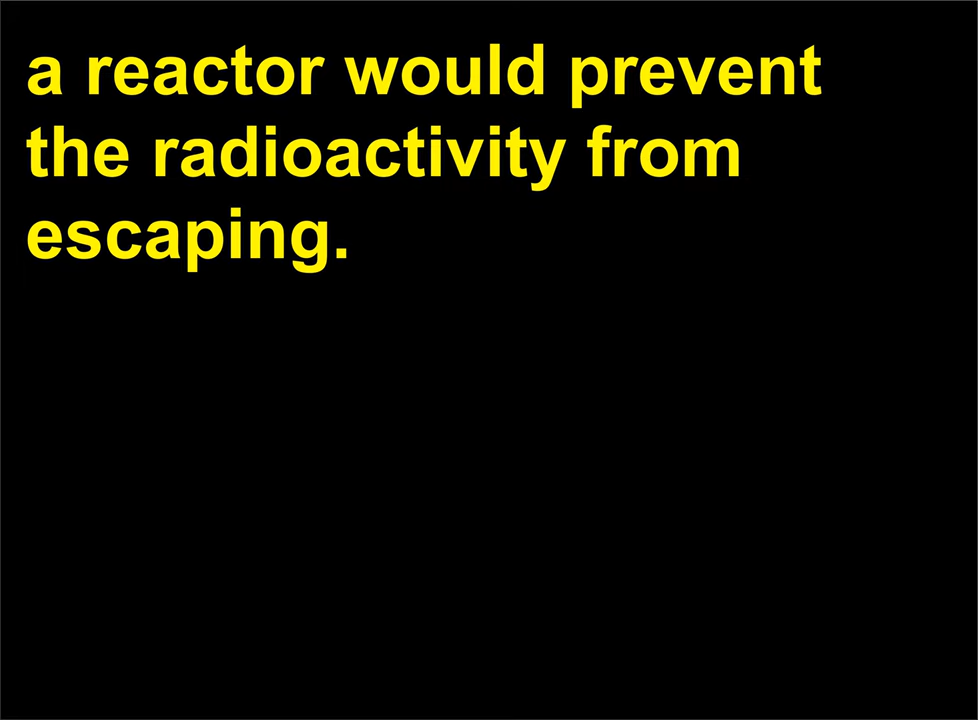 a reactor would prevent
the radioactivity from
escaping.